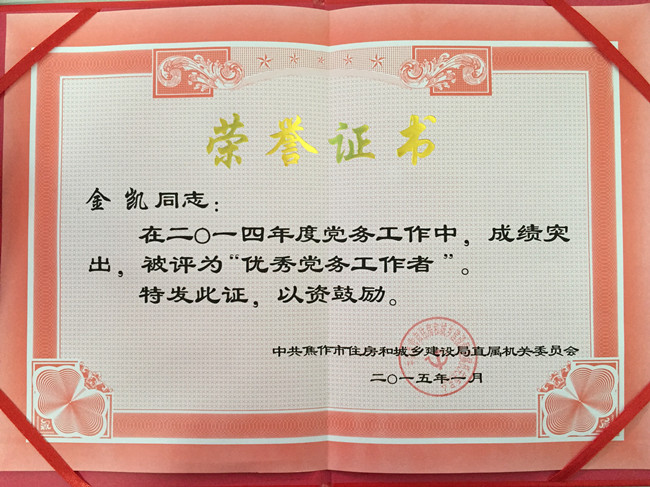 荣誉证书
金凯同志：
在二〇一四年度党务工作中，成绩突
出，被评为“优秀党务工作者”。
特发此证，以资鼓励。
中共焦作市住房和城乡建设局直属机关委员会
二〇一五年一月